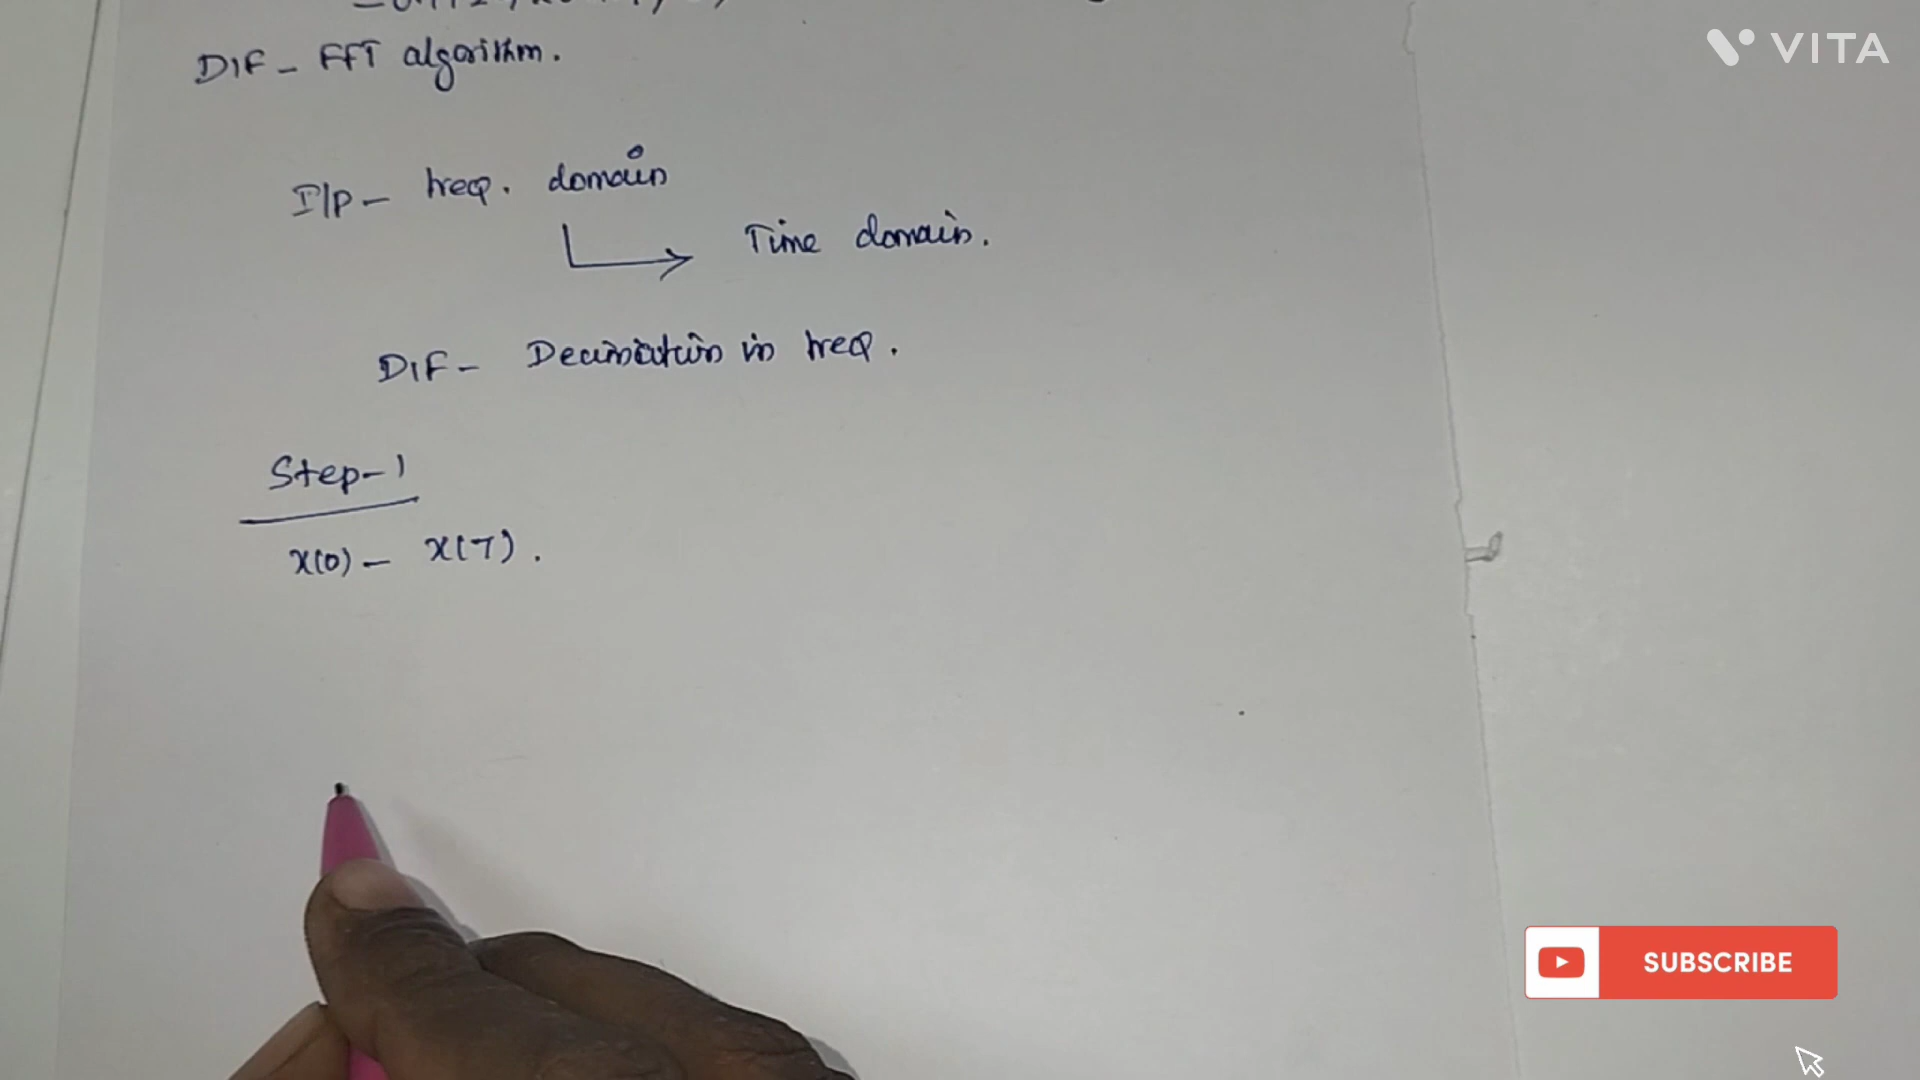 DIF - FFT algorithm.
I/P - freq. domain
Time domain.
DIF - Decimation in freq.
Step-1
x(0) - x(7).
VITA
SUBSCRIBE